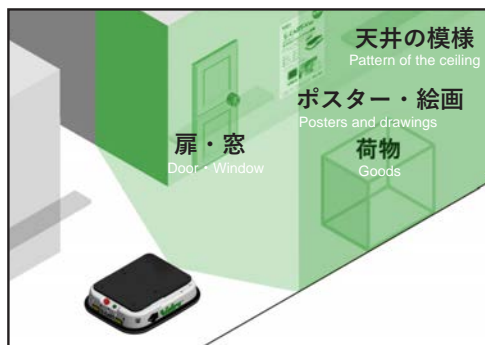 天井の模様
Pattern of the ceiling
ポスター・絵画
Posters and drawings
扉・窓
Door・Window
荷物
Goods